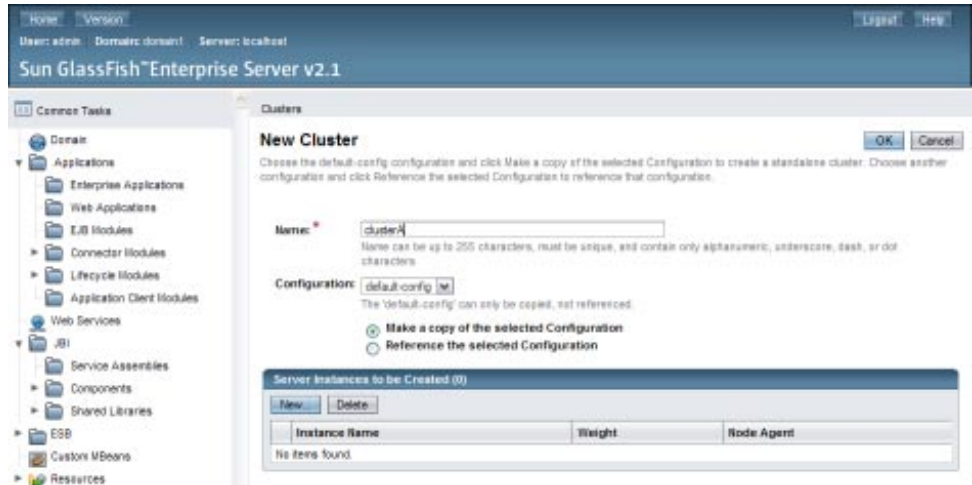 Home Version Logout Help
User: admin Domain: domain1 Server: localhost
Sun GlassFish™ Enterprise Server v2.1
Common Tasks
Domain
Applications
Enterprise Applications
Web Applications
EJB Modules
Connector Modules
Lifecycle Modules
Application Client Modules
Web Services
JBI
Service Assemblies
Components
Shared Libraries
ESB
Custom MBeans
Resources
Clusters
New Cluster
OK Cancel
Choose the default-config configuration and click Make a copy of the selected Configuration to create a standalone cluster. Choose another
configuration and click Reference the selected Configuration to reference that configuration.
Name: * clusterA
Name can be up to 255 characters, must be unique, and contain only alphanumeric, underscore, dash, or dot
characters
Configuration: default-config
The 'default-config' can only be copied, not referenced.
Make a copy of the selected Configuration
Reference the selected Configuration
Server Instances to be Created (0)
New... Delete
Instance Name Weight Node Agent
No items found.